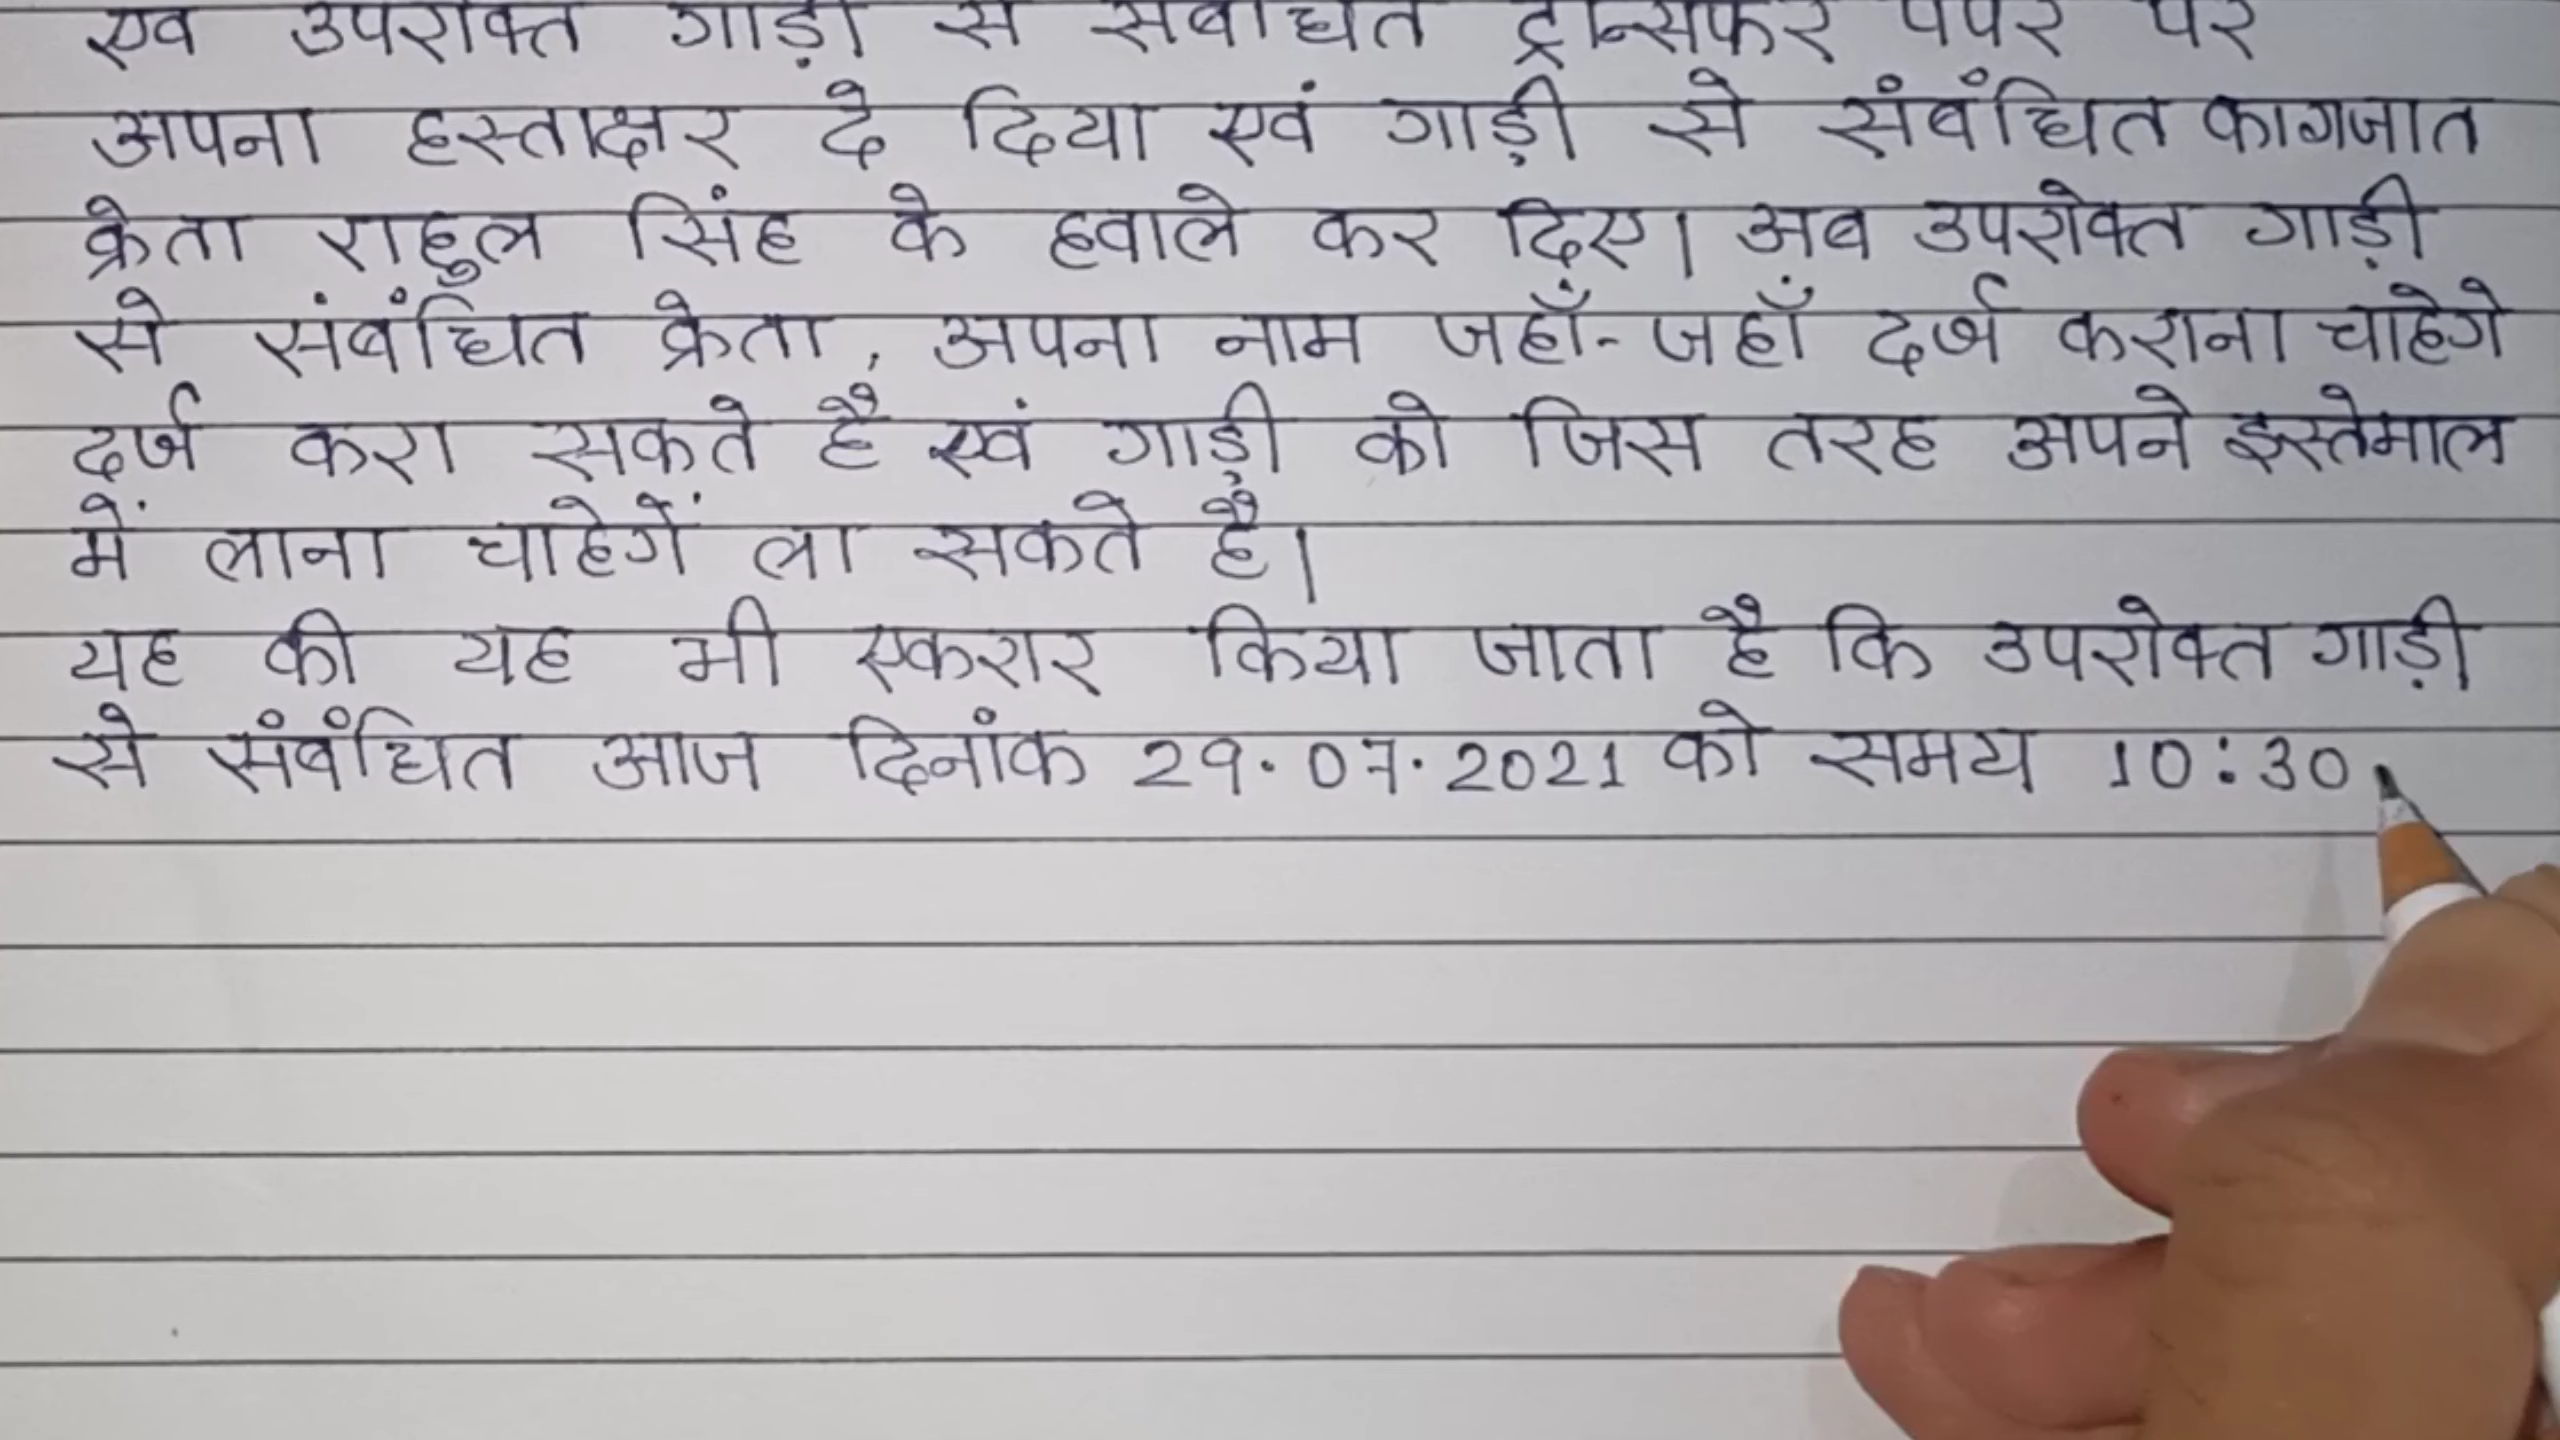 एवं उपरोक्त गाड़ी से संबंधित ट्रान्सफर पेपर पर
अपना हस्ताक्षर दे दिया एवं गाड़ी से संबंधित कागजात
क्रेता राहुल सिंह के हवाले कर दिए। अब उपरोक्त गाड़ी
से संबंधित क्रेता, अपना नाम जहाँ-जहाँ दर्ज कराना चाहेगे
दर्ज करा सकते है एवं गाड़ी को जिस तरह अपने इस्तेमाल
में लाना चाहेगें ला सकते है।
यह की यह भी एकरार किया जाता है कि उपरोक्त गाड़ी
से संबंधित आज दिनांक 29.07.2021 को समय 10:30